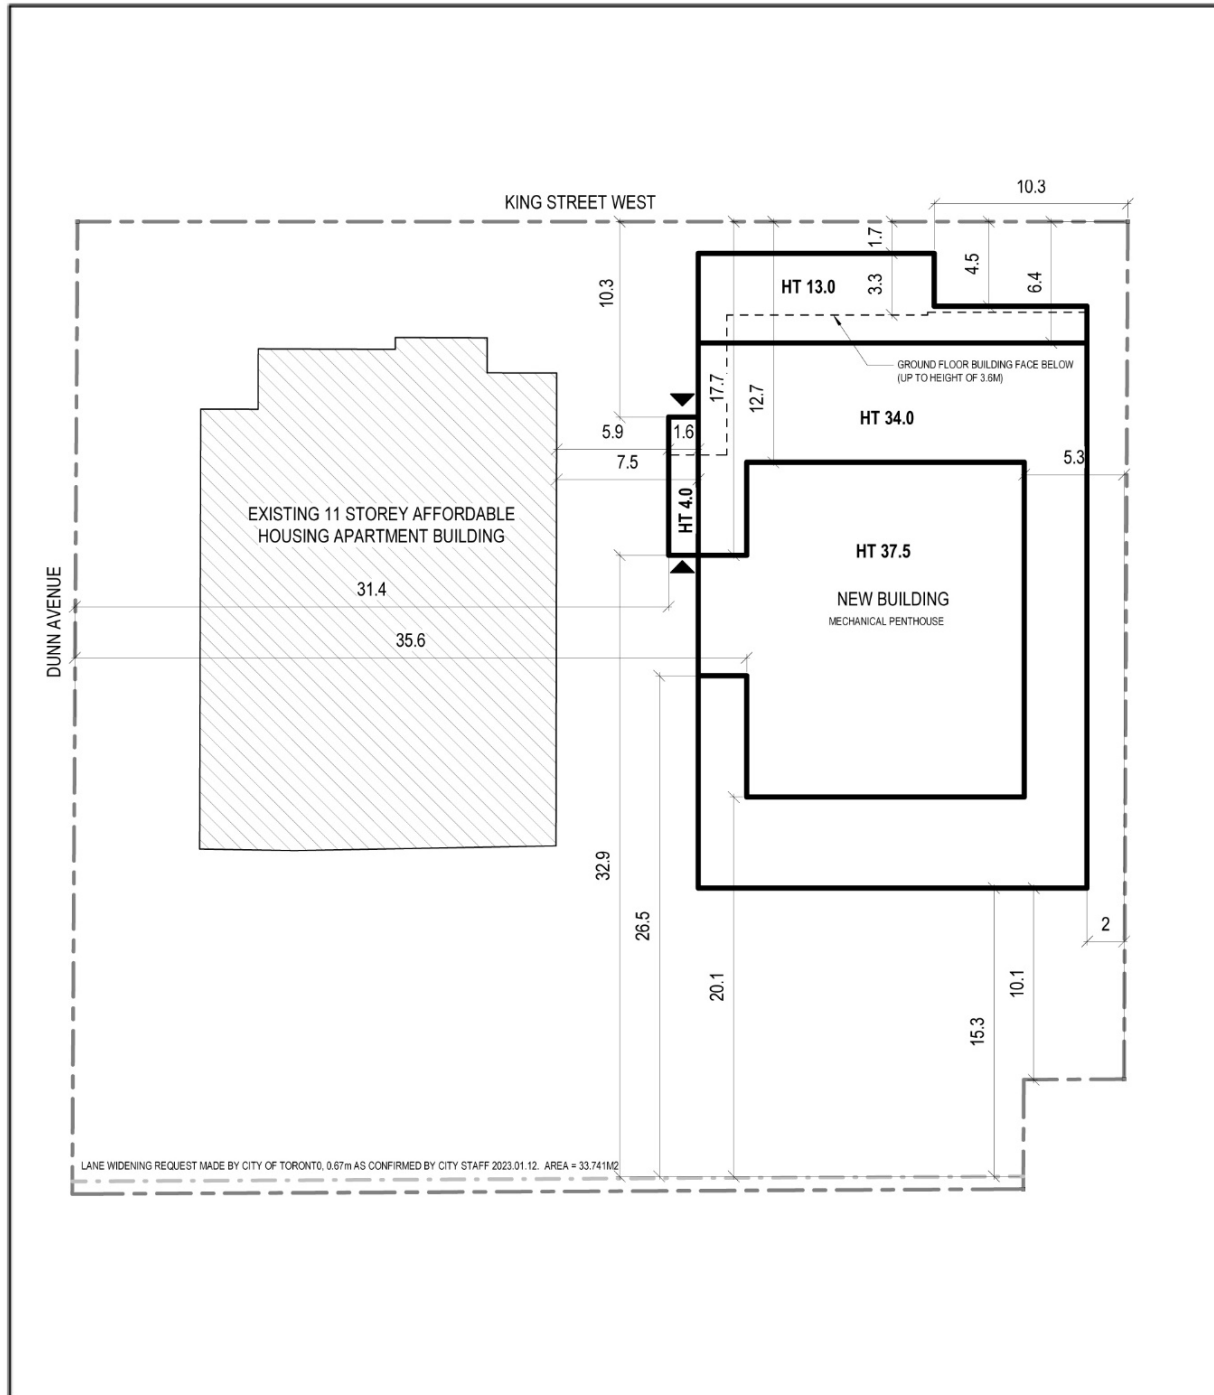 10.3
KING STREET WEST
1.7
4.5
6.4
10.3
HT 13.0
3.3
GROUND FLOOR BUILDING FACE BELOW
(UP TO HEIGHT OF 3.6M)
17.7
12.7
HT 34.0
5.9
1.6
7.5
5.3
HT 4.0
EXISTING 11 STOREY AFFORDABLE
HOUSING APARTMENT BUILDING
HT 37.5
31.4
NEW BUILDING
MECHANICAL PENTHOUSE
DUNN AVENUE
35.6
32.9
26.5
20.1
2
10.1
15.3
LANE WIDENING REQUEST MADE BY CITY OF TORONT0, 0.67m AS CONFIRMED BY CITY STAFF 2023.01.12. AREA = 33.741M2